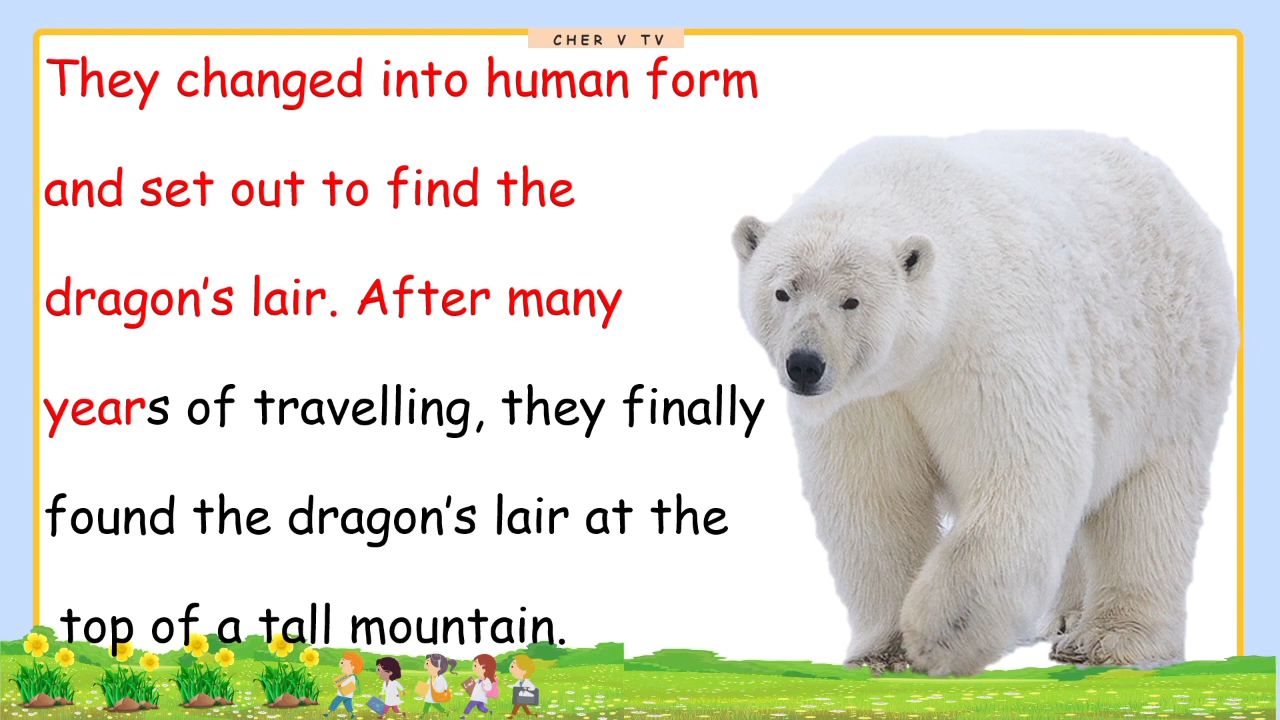 CHER V TV
They changed into human form
and set out to find the
dragon’s lair. After many
years of travelling, they finally
found the dragon’s lair at the
top of a tall mountain.